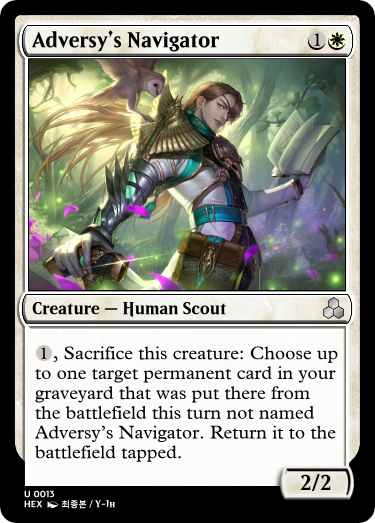 Adversy's Navigator 1
Creature — Human Scout
1, Sacrifice this creature: Choose up
to one target permanent card in your
graveyard that was put there from
the battlefield this turn not named
Adversy's Navigator. Return it to the
battlefield tapped.
2/2
U 0013
HEX 최종본 / Y-Jn